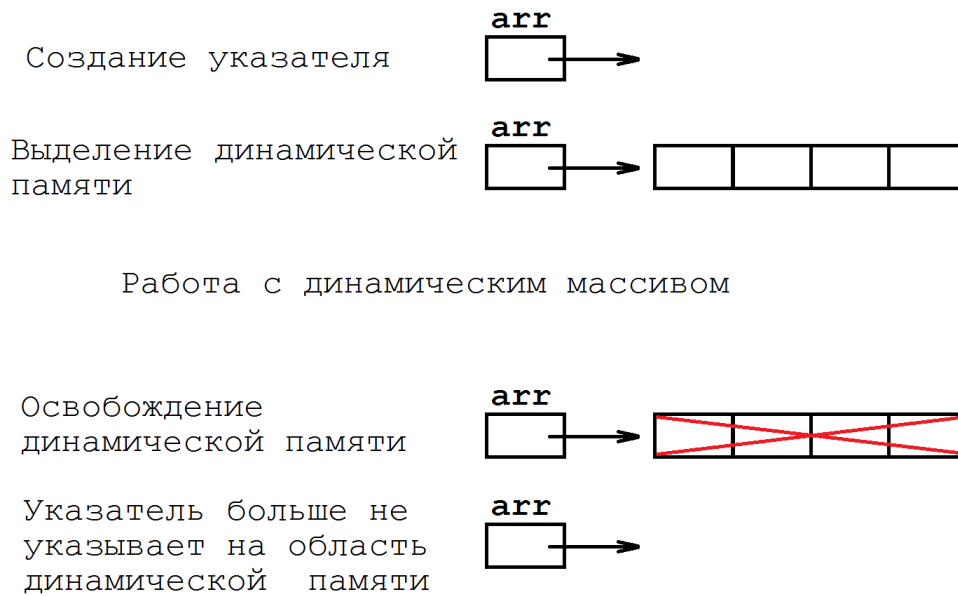 arr
Создание указателя
arr
Выделение динамической
памяти
Работа с динамическим массивом
arr
Освобождение
динамической памяти
arr
Указатель больше не
указывает на область
динамической памяти